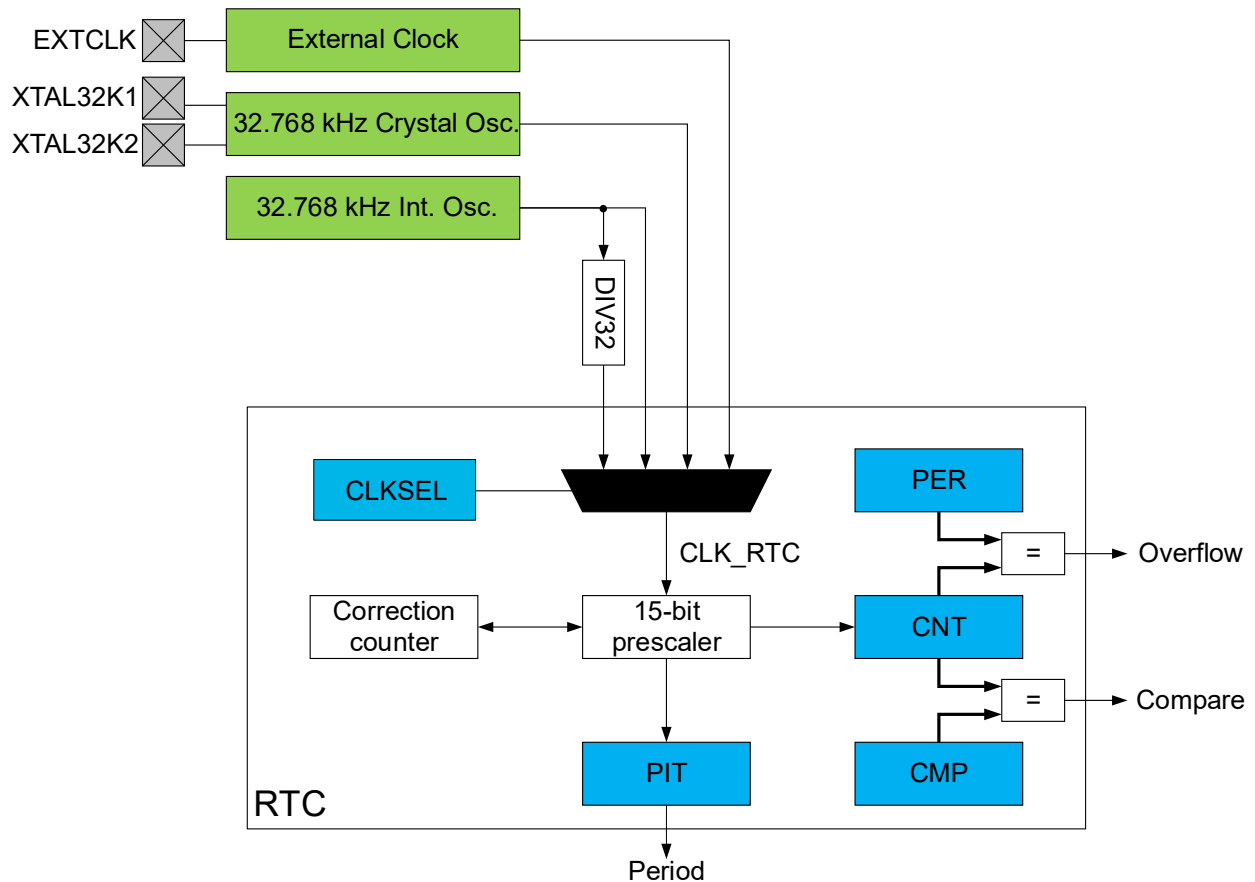 EXTCLK
External Clock
XTAL32K1
XTAL32K2
32.768 kHz Crystal Osc.
32.768 kHz Int. Osc.
DIV32
CLKSEL
PER
CLK_RTC
=
Overflow
Correction
counter
15-bit
prescaler
CNT
=
Compare
PIT
CMP
RTC
Period